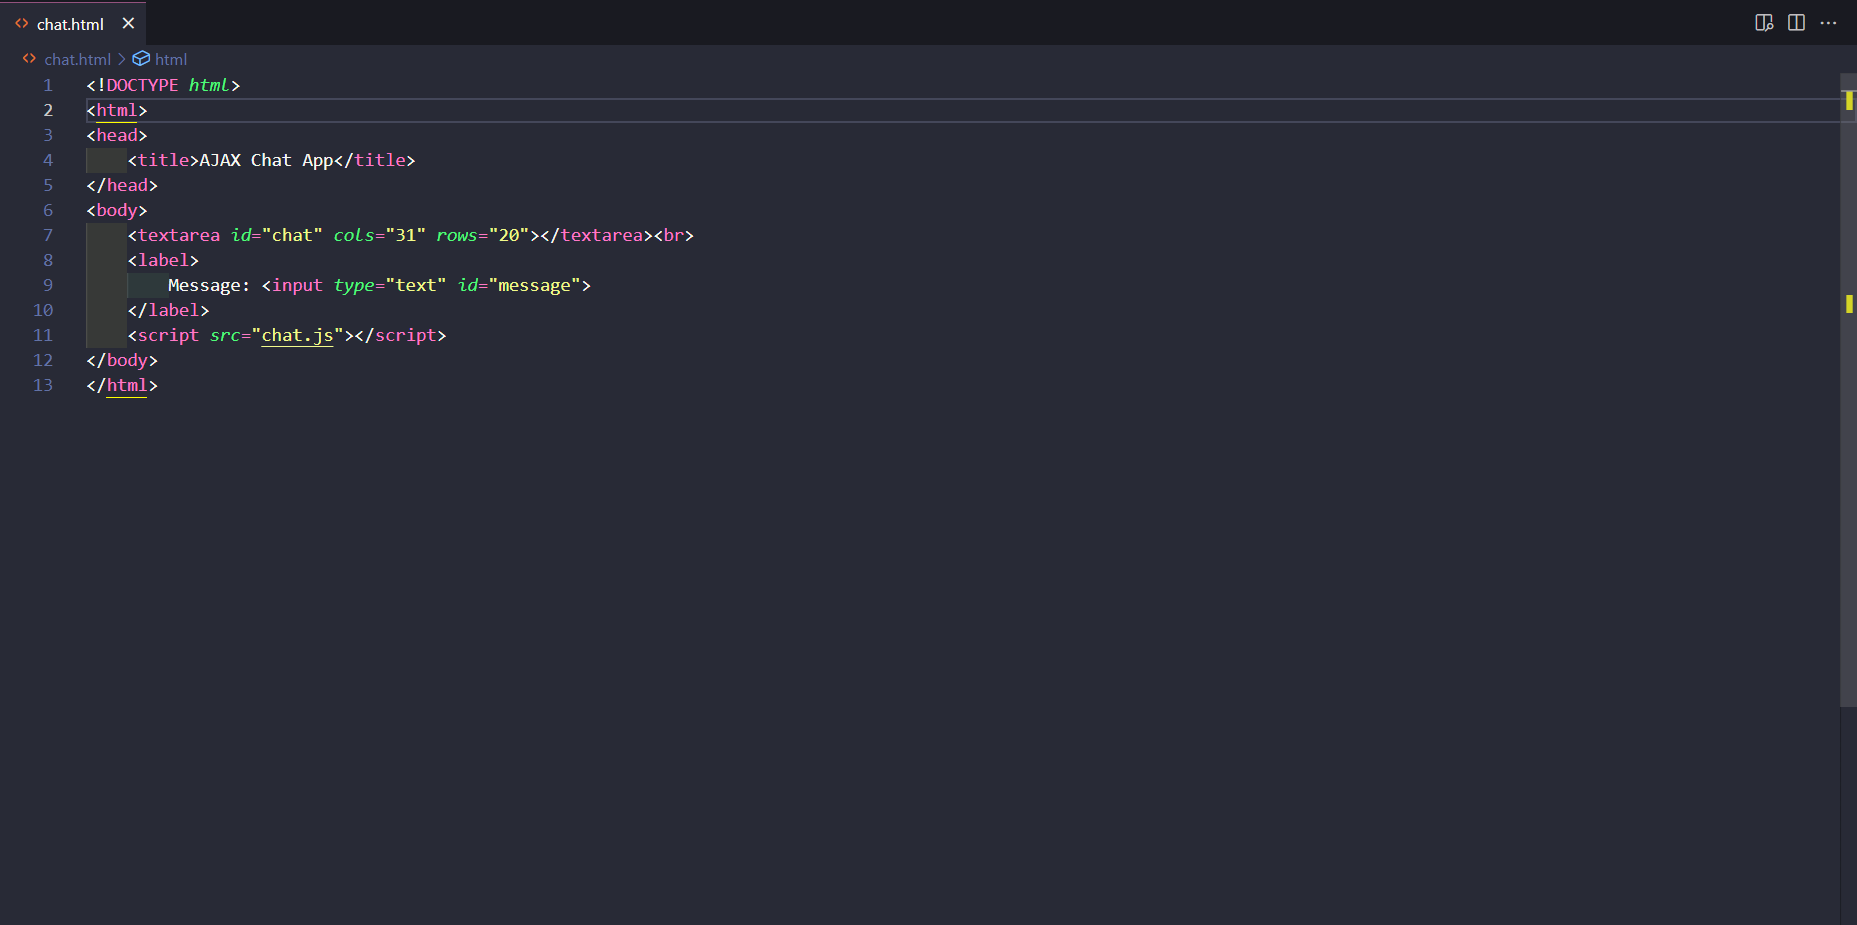 chat.html
chat.html > html
1 <!DOCTYPE html>
2 <html>
3 <head>
4     <title>AJAX Chat App</title>
5 </head>
6 <body>
7     <textarea id="chat" cols="31" rows="20"></textarea><br>
8     <label>
9         Message: <input type="text" id="message">
10     </label>
11     <script src="chat.js"></script>
12 </body>
13 </html>